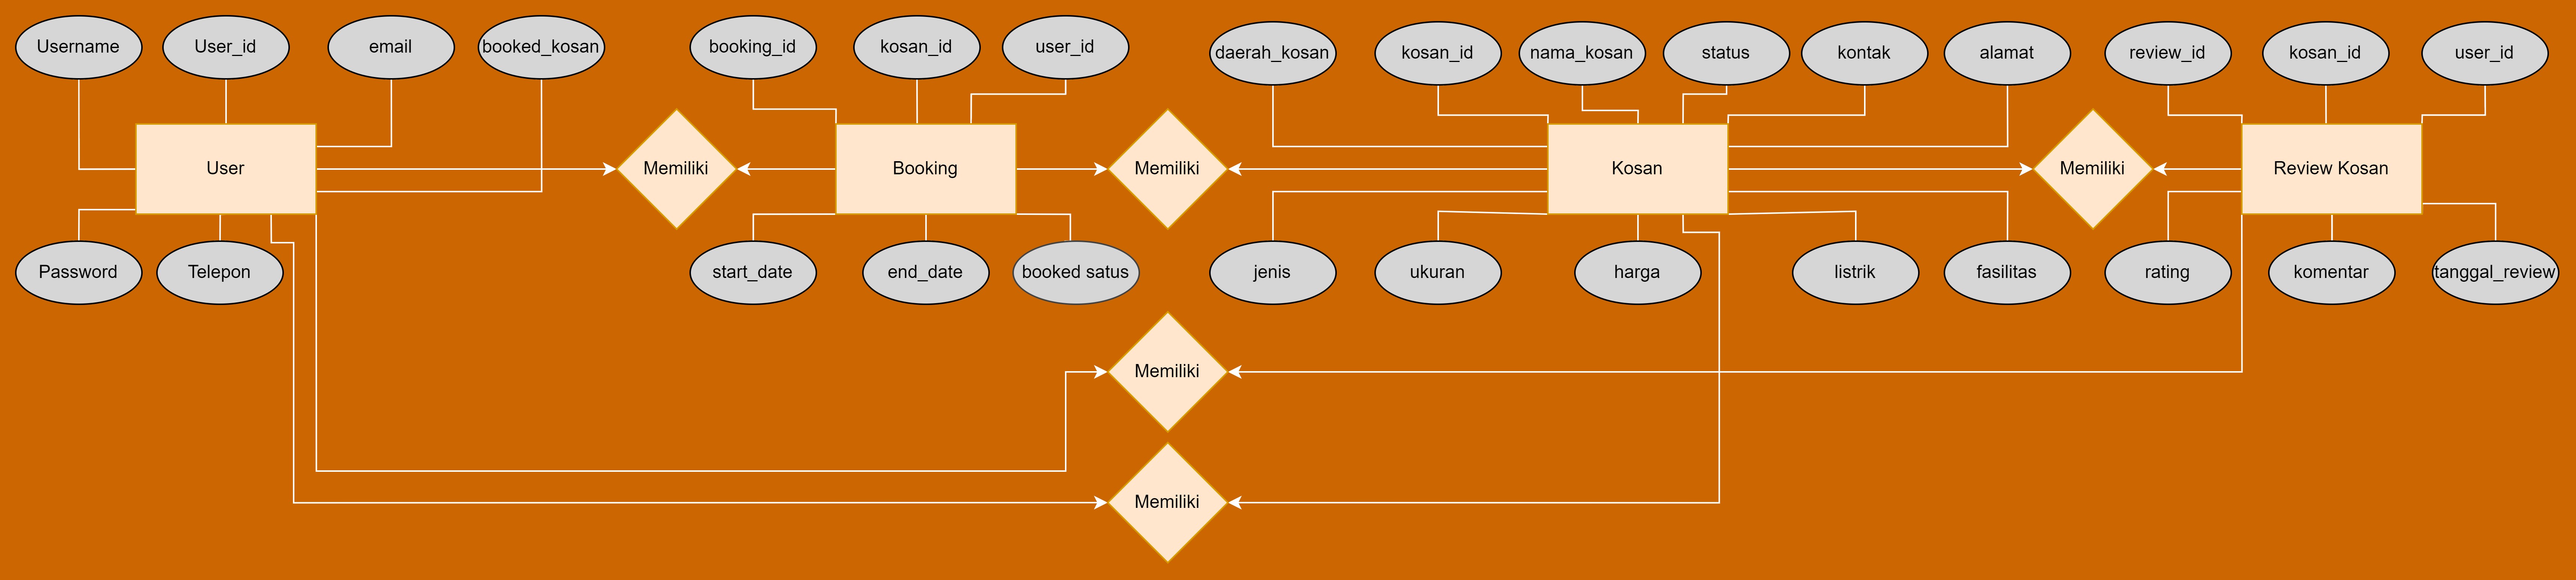 Username
User_id
email
booked_kosan
booking_id
kosan_id
user_id
daerah_kosan
kosan_id
nama_kosan
status
kontak
alamat
review_id
kosan_id
user_id
User
Memiliki
Booking
Memiliki
Kosan
Memiliki
Review Kosan
Password
Telepon
start_date
end_date
booked satus
jenis
ukuran
harga
listrik
fasilitas
rating
komentar
tanggal_review
Memiliki
Memiliki